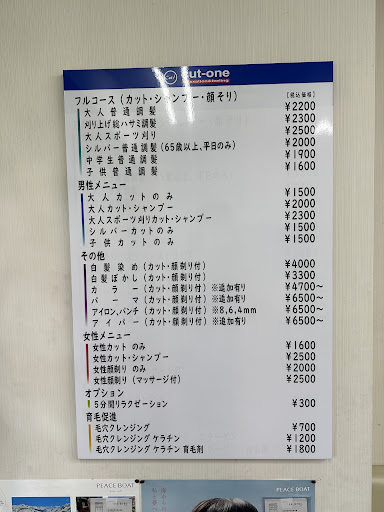 cut-one
フルコース（カット・シャンプー・顔そり） 【税込価格】
大人普通調髪 ¥2200
刈り上げ総ハサミ調髪 ¥2300
大人スポーツ刈り ¥2500
シルバー普通調髪（65歳以上、平日のみ） ¥2000
中学生普通調髪 ¥1900
子供普通調髪 ¥1600
男性メニュー
大人カットのみ ¥1500
大人カット・シャンプー ¥2000
大人スポーツ刈りカット・シャンプー ¥2300
シルバーカットのみ ¥1500
子供カットのみ ¥1500
その他
白髪染め（カット・顔剃り付） ¥4000
白髪ぼかし（カット・顔剃り付） ¥3300
カラー（カット・顔剃り付）※追加有り ¥4700〜
パーマ（カット・顔剃り付）※追加有り ¥6500〜
アイロン,パンチ（カット・顔剃り付）※8,6,4mm ¥6500〜
アイパー（カット・顔剃り付）※追加有り ¥6500〜
女性メニュー
女性カット のみ ¥1600
女性カット・シャンプー ¥2500
女性顔剃り のみ ¥2000
女性顔剃り（マッサージ付） ¥2500
オプション
5分間リラクゼーション ¥300
育毛促進
毛穴クレンジング ¥700
毛穴クレンジング ケラチン ¥1200
毛穴クレンジング ケラチン 育毛剤 ¥1800
PEACE BOAT
PEACE BOAT